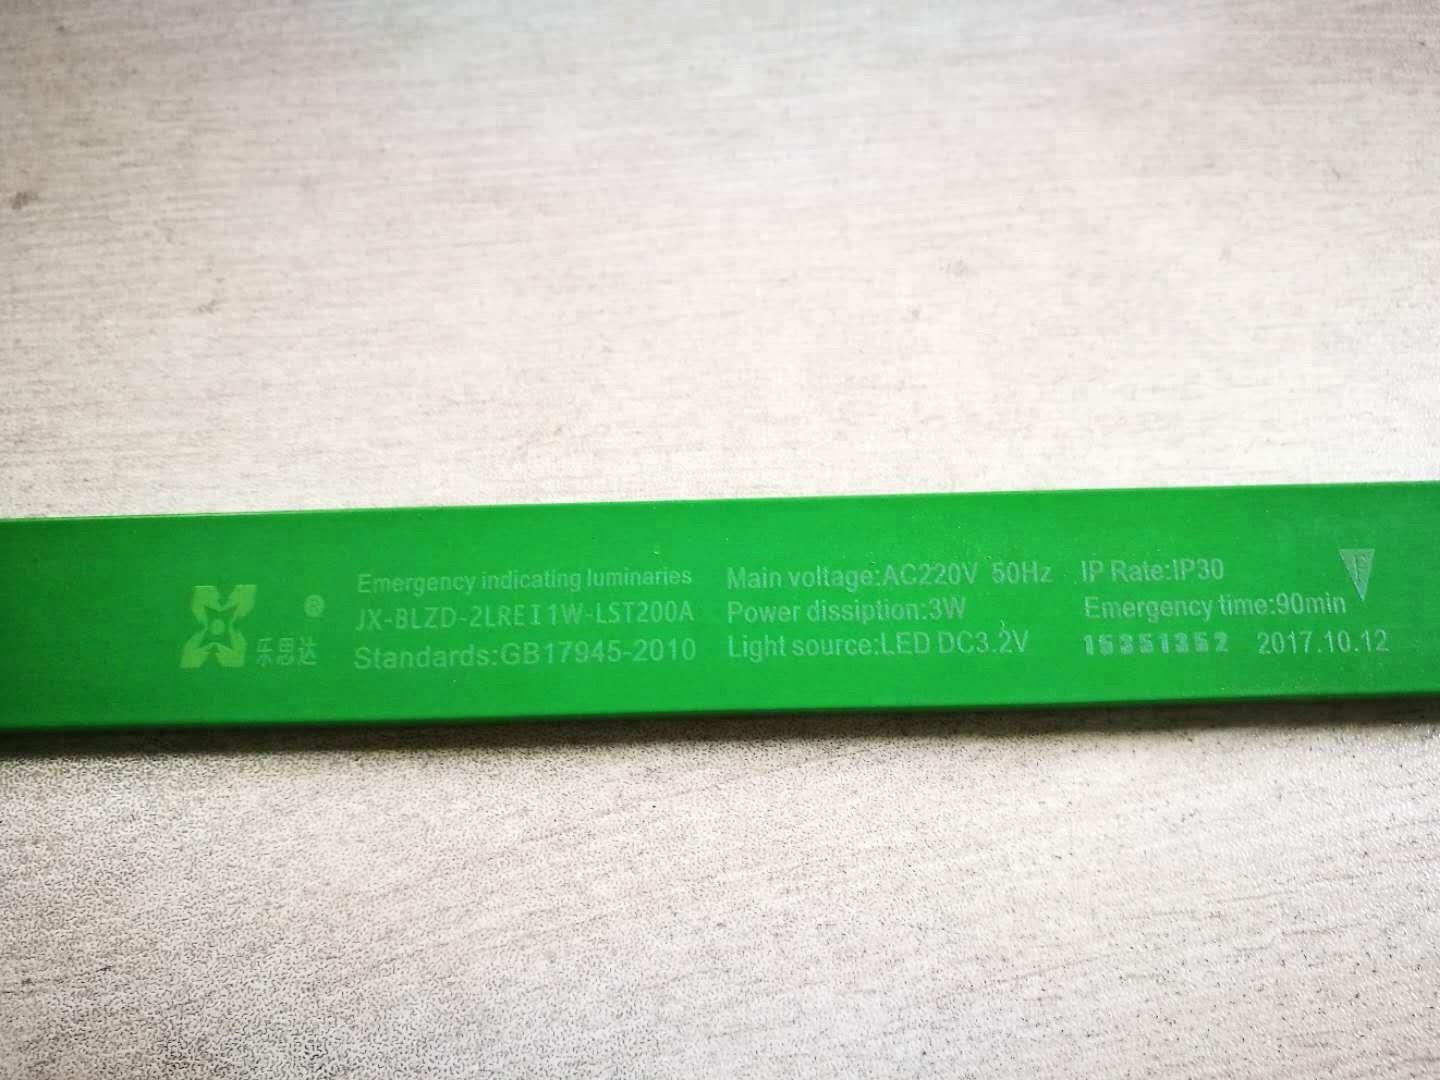 乐思达 ®
Emergency indicating luminaries
JX-BLZD-2LREI1W-LST200A
Standards:GB17945-2010
Main voltage:AC220V 50Hz
Power dissiption:3W
Light source:LED DC3.2V
IP Rate:IP30
Emergency time:90min
15351352 2017.10.12
F